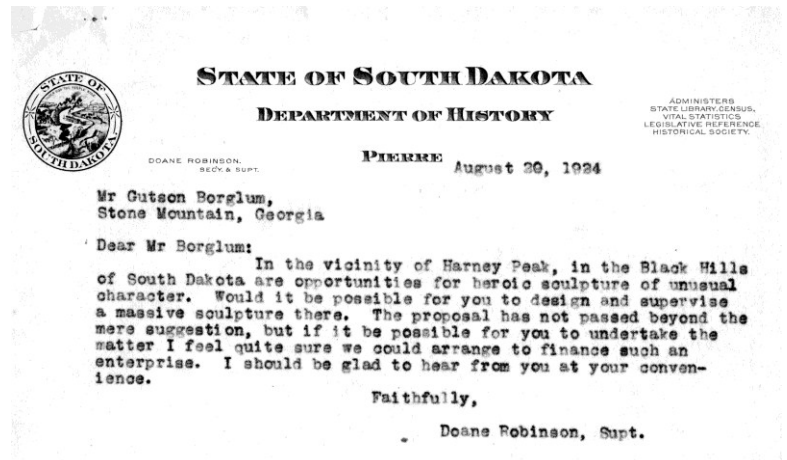 STATE OF SOUTH DAKOTA
DEPARTMENT OF HISTORY
PIERRE
STATE OF
SOUTH DAKOTA
DOANE ROBINSON.
SEC'Y. & SUPT.
ADMINISTERS
STATE LIBRARY, CENSUS,
VITAL STATISTICS
LEGISLATIVE REFERENCE
HISTORICAL SOCIETY.
August 20, 1924
Mr Gutson Borglum,
Stone Mountain, Georgia
Dear Mr Borglum:
In the vicinity of Harney Peak, in the Black Hills
of South Dakota are opportunities for heroic sculpture of unusual
character. Would it be possible for you to design and supervise
a massive sculpture there. The proposal has not passed beyond the
mere suggestion, but if it be possible for you to undertake the
matter I feel quite sure we could arrange to finance such an
enterprise. I should be glad to hear from you at your conven-
ience.
Faithfully,
Doane Robinson, Supt.